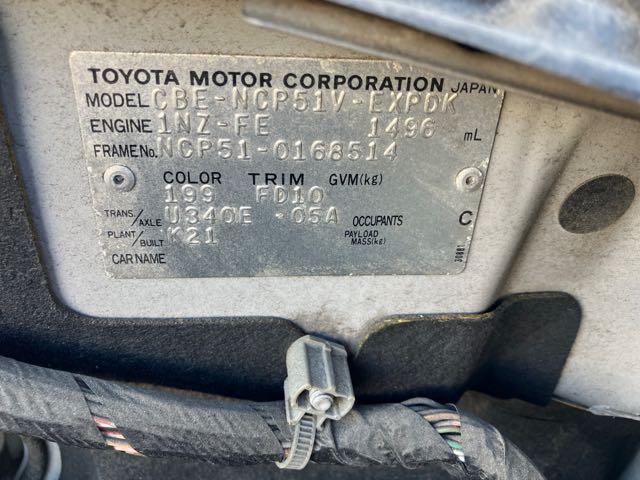 TOYOTA MOTOR CORPORATION JAPAN
MODEL CBE-NCP51V-EXPDK
ENGINE 1NZ-FE 1496 mL
FRAME No. NCP51-0168514
COLOR TRIM GVM(kg)
199 FD10
TRANS./AXLE U340E -05A OCCUPANTS C
PLANT/BUILT K21 PAYLOAD MASS(kg)
CAR NAME
30881